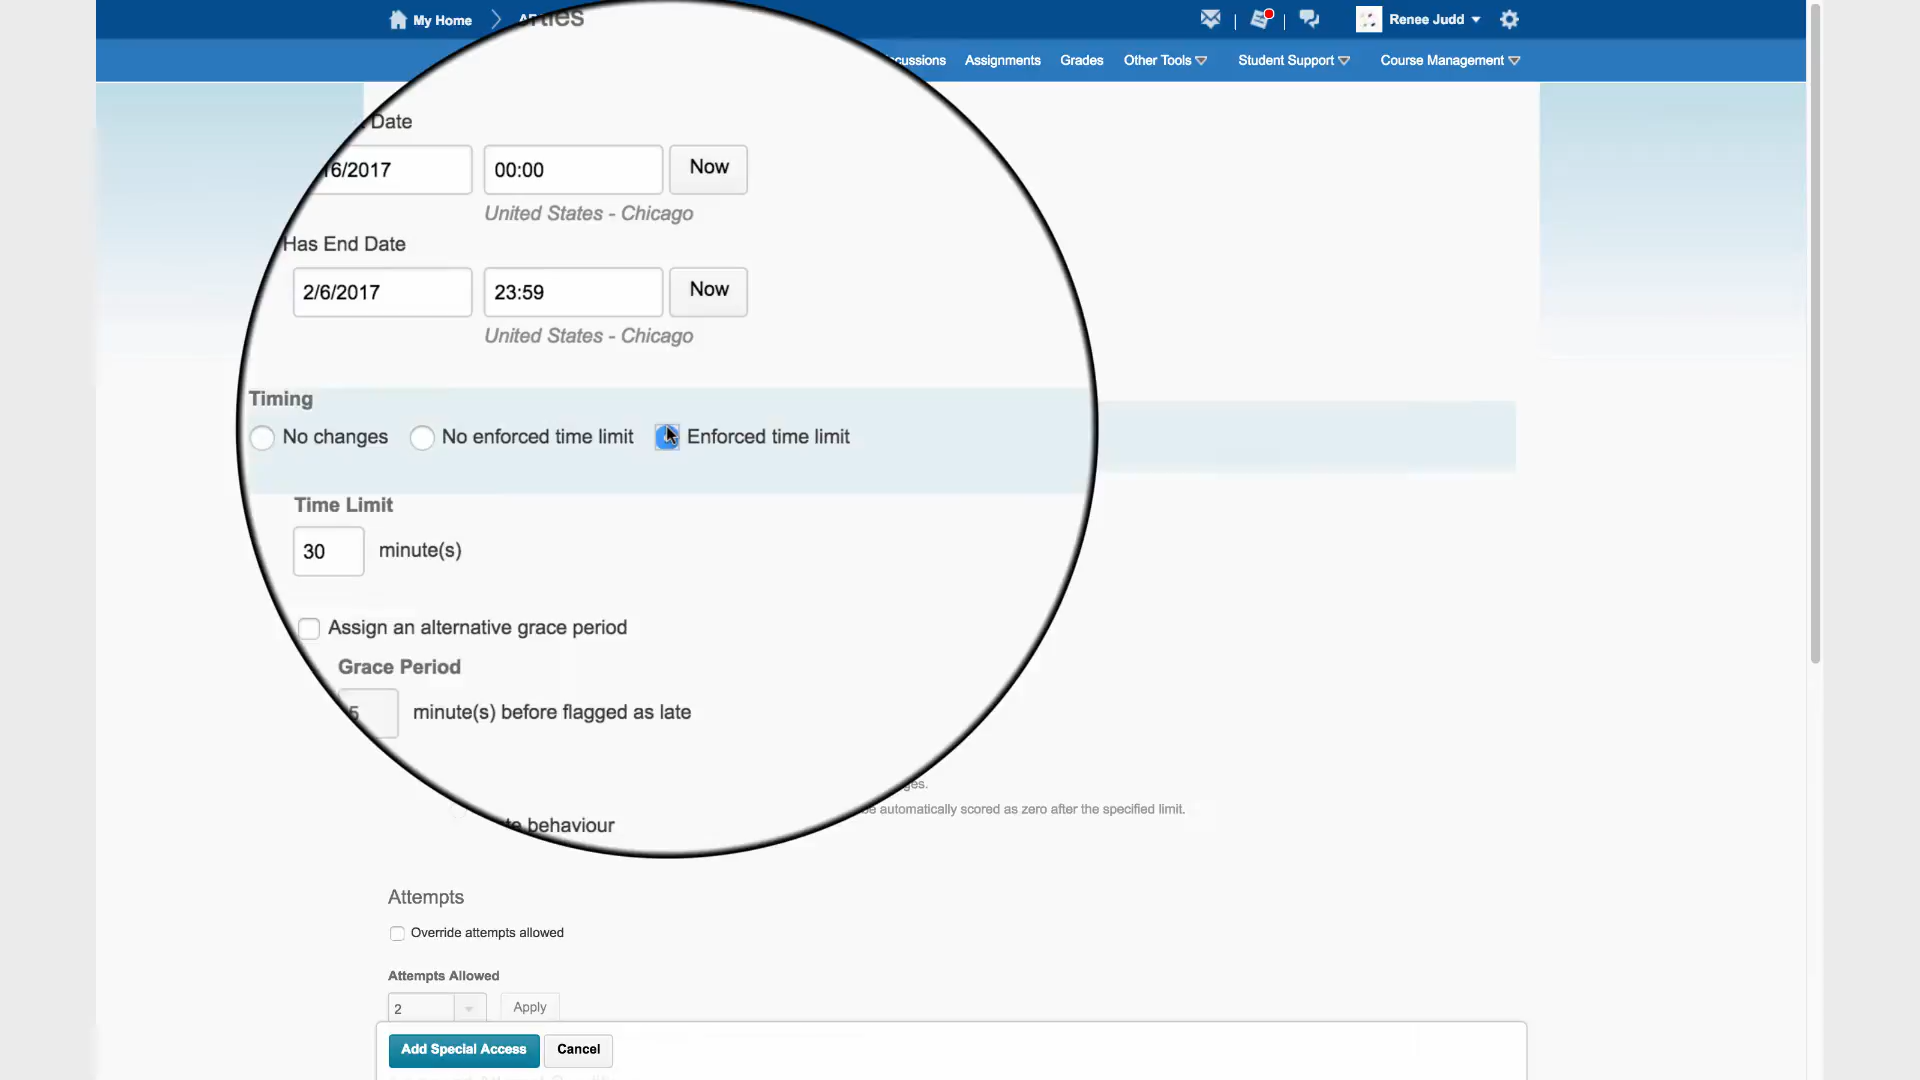 My Home
Renee Judd
Assignments Grades Other Tools Student Support Course Management
Date
6/2017 00:00 Now
United States - Chicago
Has End Date
2/6/2017 23:59 Now
United States - Chicago
Timing
No changes No enforced time limit Enforced time limit
Time Limit
30 minute(s)
Assign an alternative grace period
Grace Period
5 minute(s) before flagged as late
automatically scored as zero after the specified limit.
behaviour
Attempts
Override attempts allowed
Attempts Allowed
2 Apply
Add Special Access Cancel